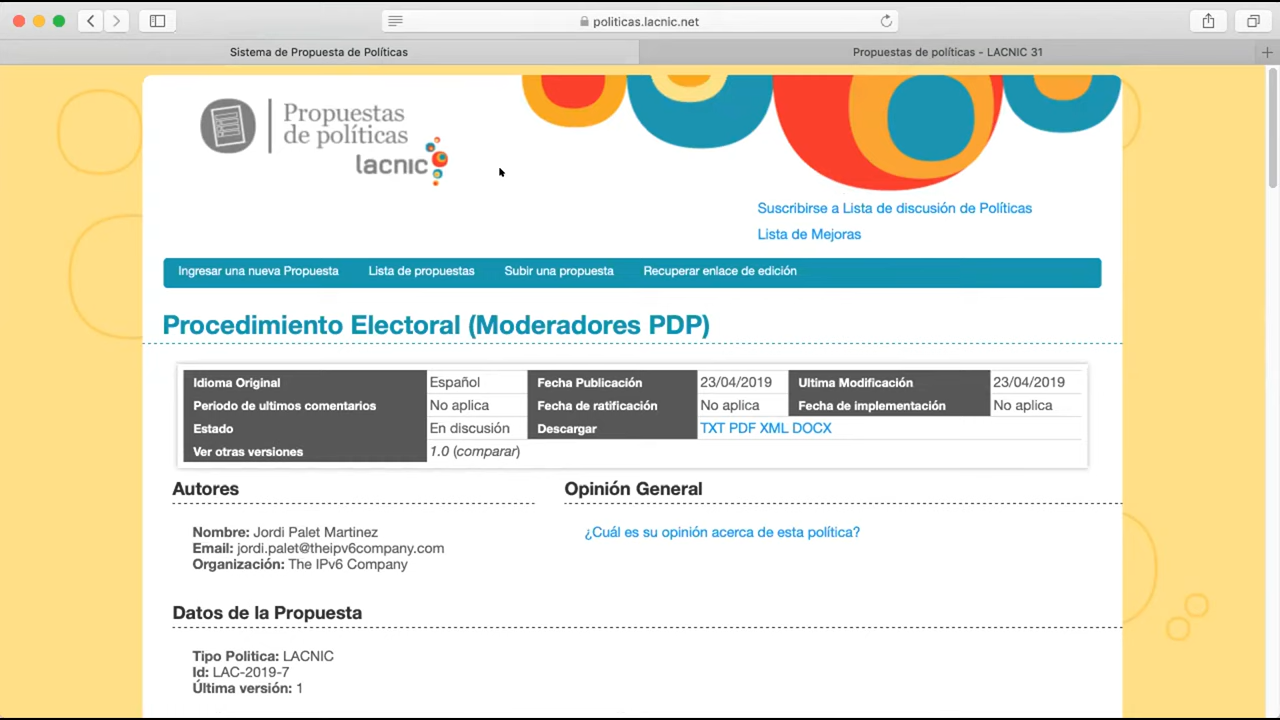 politicas.lacnic.net
Sistema de Propuesta de Políticas
Propuestas de políticas - LACNIC 31
Propuestas
de políticas
lacnic
Suscribirse a Lista de discusión de Políticas
Lista de Mejoras
Ingresar una nueva Propuesta Lista de propuestas Subir una propuesta Recuperar enlace de edición
Procedimiento Electoral (Moderadores PDP)
Idioma Original Español Fecha Publicación 23/04/2019 Ultima Modificación 23/04/2019
Periodo de ultimos comentarios No aplica Fecha de ratificación No aplica Fecha de implementación No aplica
Estado En discusión Descargar TXT PDF XML DOCX
Ver otras versiones 1.0 (comparar)
Autores
Opinión General
Nombre: Jordi Palet Martinez
Email: jordi.palet@theipv6company.com
Organización: The IPv6 Company
¿Cuál es su opinión acerca de esta política?
Datos de la Propuesta
Tipo Politica: LACNIC
Id: LAC-2019-7
Última versión: 1